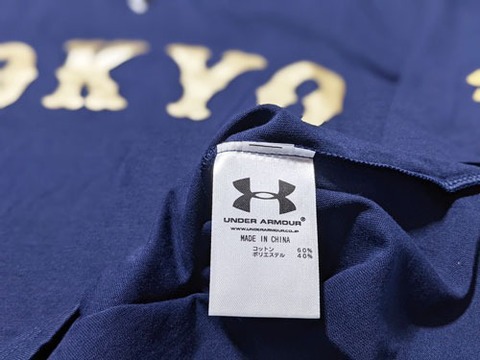 OKYO
UNDER ARMOUR®
WWW.UNDERARMOUR.CO.JP
MADE IN CHINA
コットン 60%
ポリエステル 40%